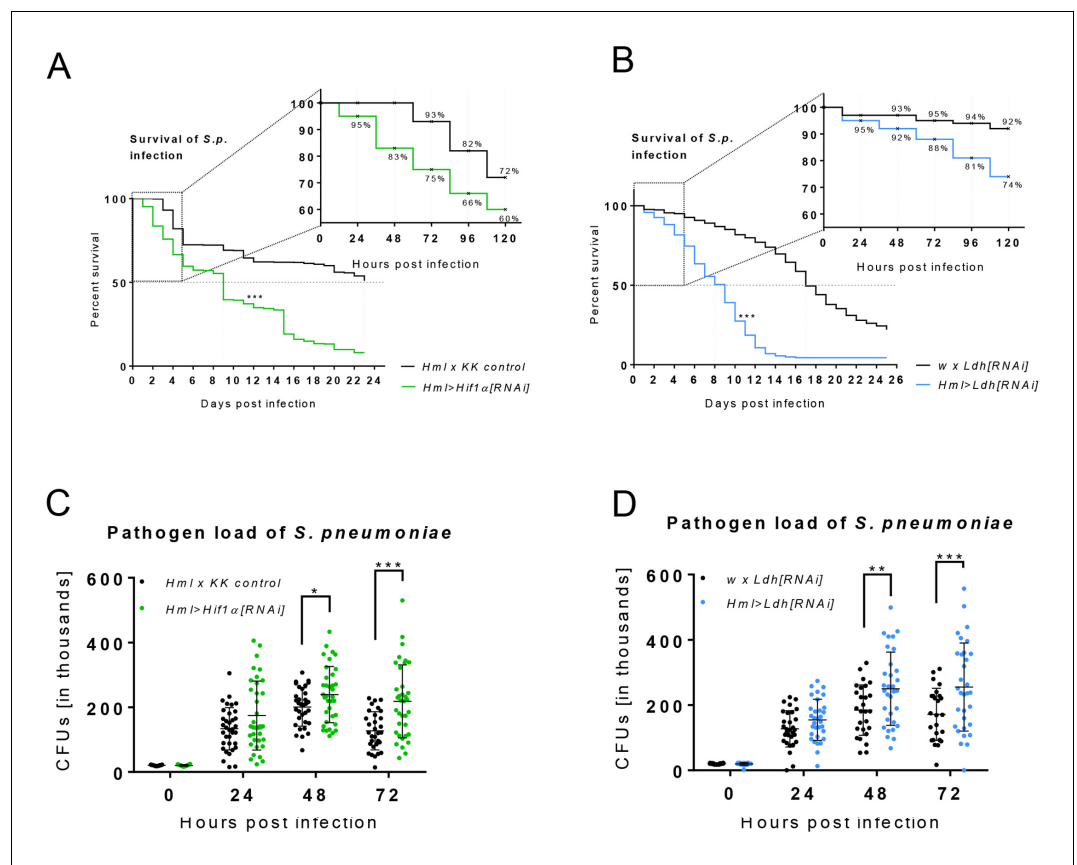 A
Survival of S.p.
infection
100
90
80
70
60
93%
82%
72%
95%
83%
75%
66%
60%
0 24 48 72 96 120
Hours post infection
Percent survival
100
50
0
***
0 2 4 6 8 10 12 14 16 18 20 22 24
Days post infection
Hml x KK control
Hml>Hif1α[RNAi]
B
Survival of S.p.
infection
100
90
80
70
60
93%
95%
94%
92%
95%
92%
88%
81%
74%
0 24 48 72 96 120
Hours post infection
Percent survival
100
50
0
***
0 2 4 6 8 10 12 14 16 18 20 22 24 26
Days post infection
w x Ldh[RNAi]
Hml>Ldh[RNAi]
C
Pathogen load of S. pneumoniae
CFUs [in thousands]
600
400
200
0
Hml x KK control
Hml>Hif1α[RNAi]
*
***
0 24 48 72
Hours post infection
D
Pathogen load of S. pneumoniae
CFUs [in thousands]
600
400
200
0
w x Ldh[RNAi]
Hml>Ldh[RNAi]
**
***
0 24 48 72
Hours post infection